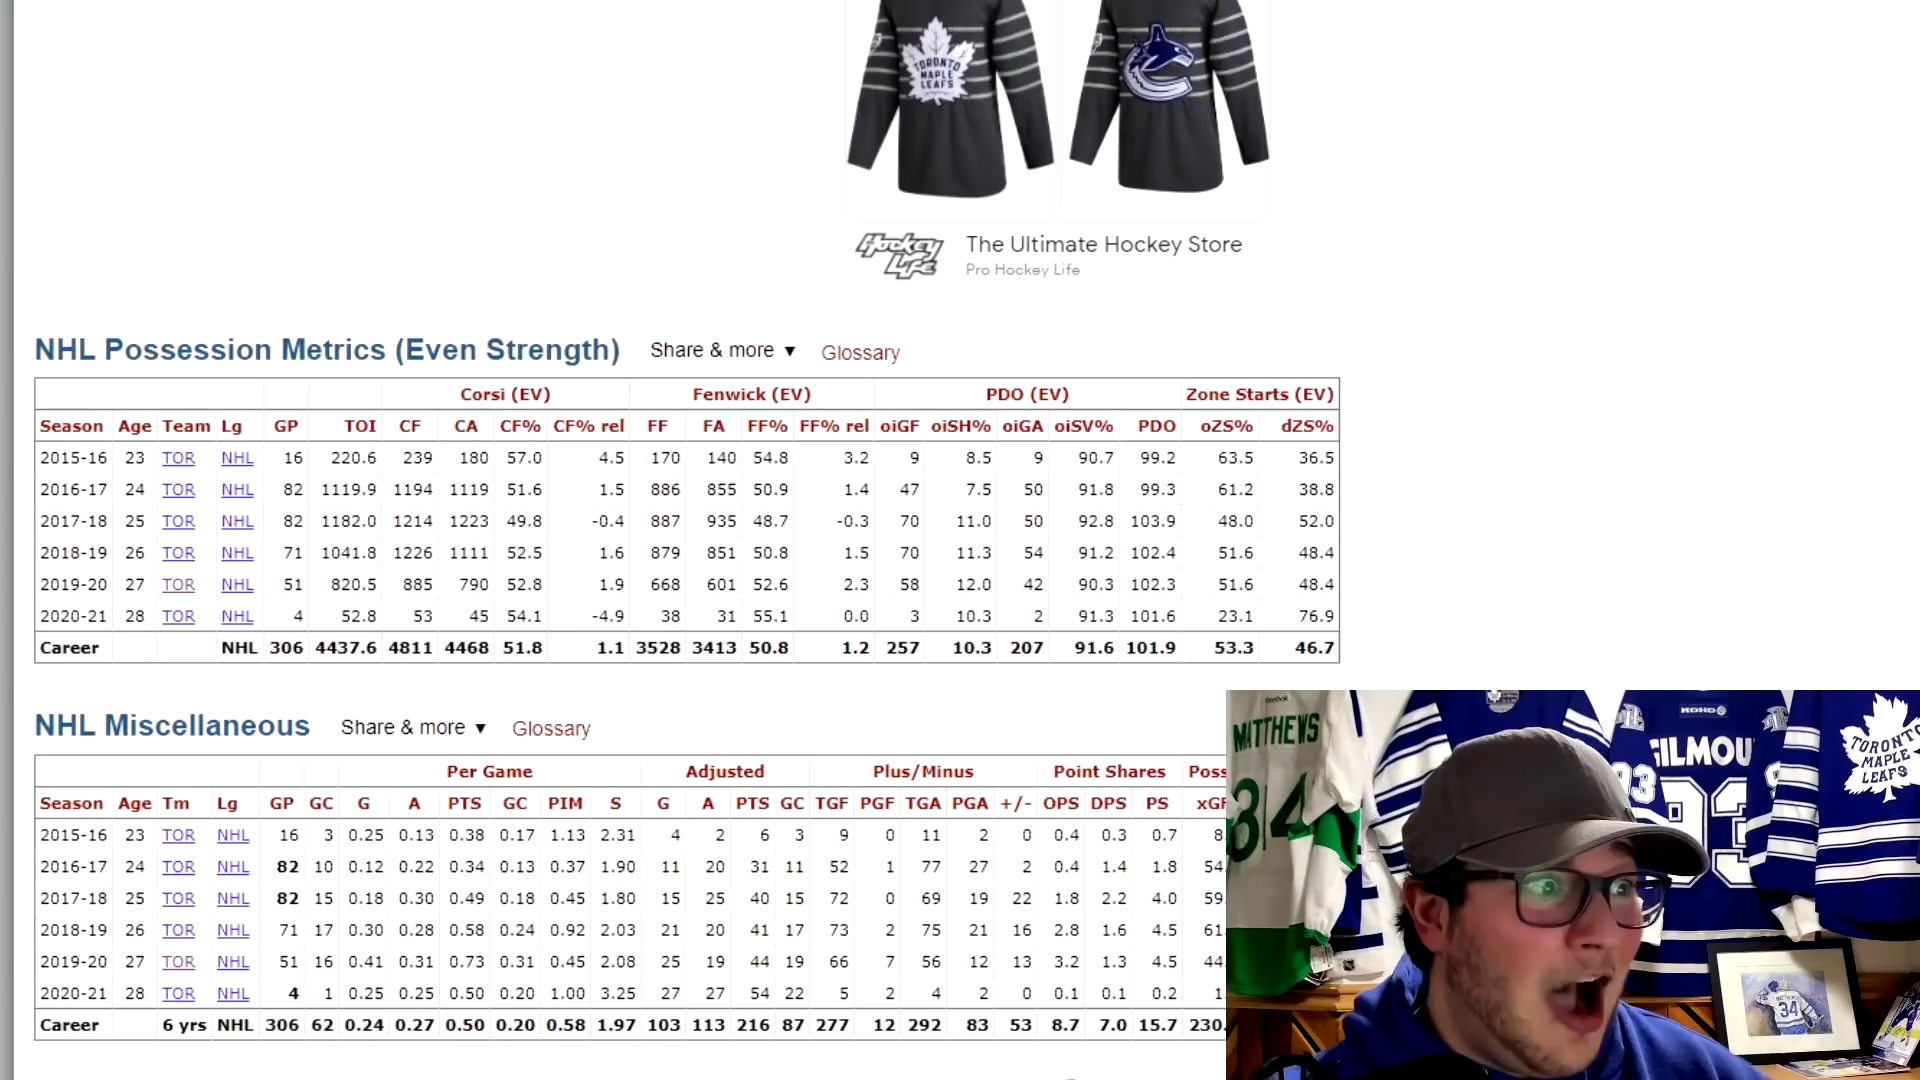 TORONTO
MAPLE
LEAFS
Hockey
Life
The Ultimate Hockey Store
Pro Hockey Life
NHL Possession Metrics (Even Strength) Share & more ▼ Glossary
Corsi (EV) Fenwick (EV) PDO (EV) Zone Starts (EV)
Season Age Team Lg GP TOI CF CA CF% CF% rel FF FA FF% FF% rel oiGF oiSH% oiGA oiSV% PDO oZS% dZS%
2015-16 23 TOR NHL 16 220.6 239 180 57.0 4.5 170 140 54.8 3.2 9 8.5 9 90.7 99.2 63.5 36.5
2016-17 24 TOR NHL 82 1119.9 1194 1119 51.6 1.5 886 855 50.9 1.4 47 7.5 50 91.8 99.3 61.2 38.8
2017-18 25 TOR NHL 82 1182.0 1214 1223 49.8 -0.4 887 935 48.7 -0.3 70 11.0 50 92.8 103.9 48.0 52.0
2018-19 26 TOR NHL 71 1041.8 1226 1111 52.5 1.6 879 851 50.8 1.5 70 11.3 54 91.2 102.4 51.6 48.4
2019-20 27 TOR NHL 51 820.5 885 790 52.8 1.9 668 601 52.6 2.3 58 12.0 42 90.3 102.3 51.6 48.4
2020-21 28 TOR NHL 4 52.8 53 45 54.1 -4.9 38 31 55.1 0.0 3 10.3 2 91.3 101.6 23.1 76.9
Career NHL 306 4437.6 4811 4468 51.8 1.1 3528 3413 50.8 1.2 257 10.3 207 91.6 101.9 53.3 46.7
NHL Miscellaneous Share & more ▼ Glossary
Per Game Adjusted Plus/Minus Point Shares Poss
Season Age Tm Lg GP GC G A PTS GC PIM S G A PTS GC TGF PGF TGA PGA +/- OPS DPS PS xGF
2015-16 23 TOR NHL 16 3 0.25 0.13 0.38 0.17 1.13 2.31 4 2 6 3 9 0 11 2 0 0.4 0.3 0.7 8.
2016-17 24 TOR NHL 82 10 0.12 0.22 0.34 0.13 0.37 1.90 11 20 31 11 52 1 77 27 2 0.4 1.4 1.8 54.
2017-18 25 TOR NHL 82 15 0.18 0.30 0.49 0.18 0.45 1.80 15 25 40 15 72 0 69 19 22 1.8 2.2 4.0 59.
2018-19 26 TOR NHL 71 17 0.30 0.28 0.58 0.24 0.92 2.03 21 20 41 17 73 2 75 21 16 2.8 1.6 4.5 61.
2019-20 27 TOR NHL 51 16 0.41 0.31 0.73 0.31 0.45 2.08 25 19 44 19 66 7 56 12 13 3.2 1.3 4.5 44.
2020-21 28 TOR NHL 4 1 0.25 0.25 0.50 0.20 1.00 3.25 27 27 54 22 5 2 4 2 0 0.1 0.1 0.2 1.
Career 6 yrs NHL 306 62 0.24 0.27 0.50 0.20 0.58 1.97 103 113 216 87 277 12 292 83 53 8.7 7.0 15.7 230.
Reebok
MATTHEWS
34
KOHO
GILMOU
93
93
TORONTO
MAPLE
LEAFS
MATTHEWS
34